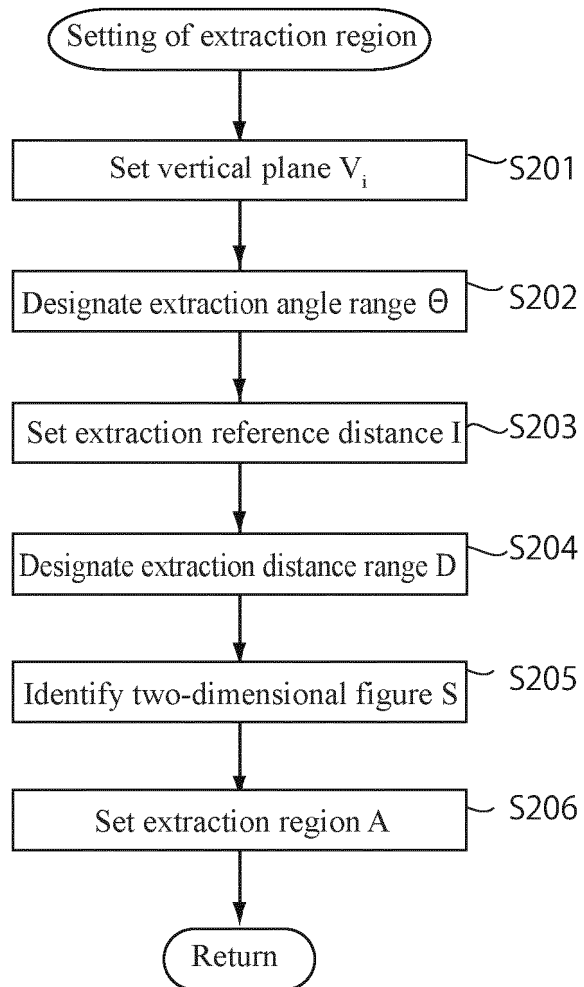 Setting of extraction region
Set vertical plane Vi
S201
Designate extraction angle range Θ
S202
Set extraction reference distance I
S203
Designate extraction distance range D
S204
Identify two-dimensional figure S
S205
Set extraction region A
S206
Return